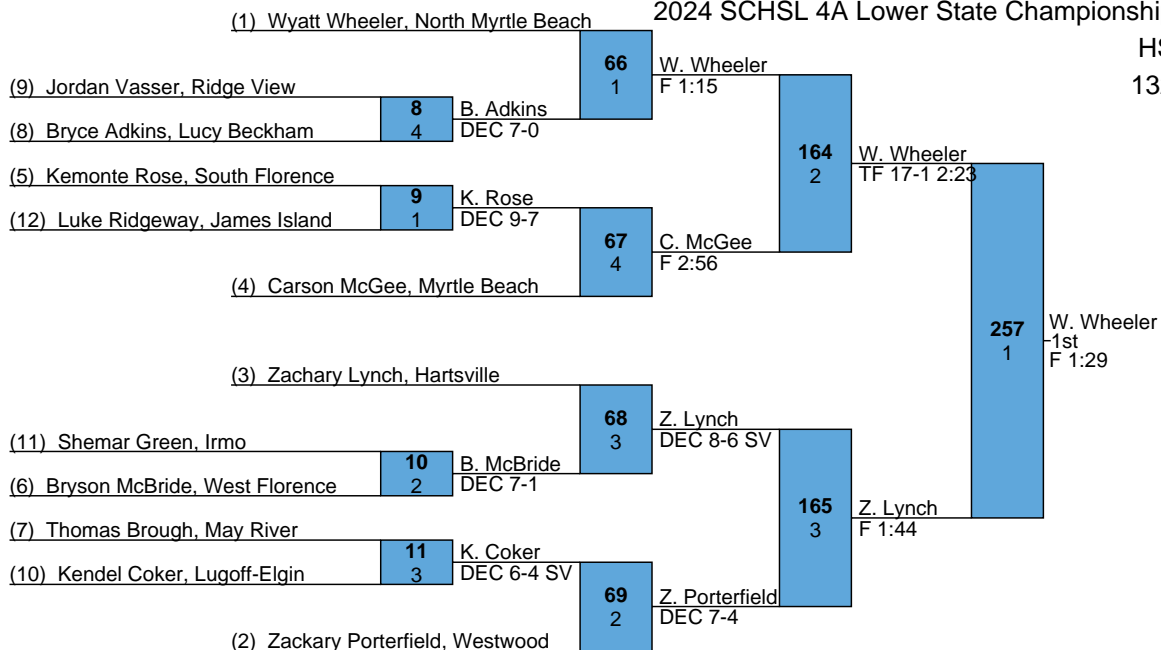 2024 SCHSL 4A Lower State Championshi
HS
13
(1) Wyatt Wheeler, North Myrtle Beach
66
1
W. Wheeler
F 1:15
(9) Jordan Vasser, Ridge View
8
4
B. Adkins
DEC 7-0
(8) Bryce Adkins, Lucy Beckham
164
2
W. Wheeler
TF 17-1 2:23
(5) Kemonte Rose, South Florence
9
1
K. Rose
DEC 9-7
(12) Luke Ridgeway, James Island
67
4
C. McGee
F 2:56
(4) Carson McGee, Myrtle Beach
257
1
W. Wheeler
1st
F 1:29
(3) Zachary Lynch, Hartsville
68
3
Z. Lynch
DEC 8-6 SV
(11) Shemar Green, Irmo
10
2
B. McBride
DEC 7-1
(6) Bryson McBride, West Florence
165
3
Z. Lynch
F 1:44
(7) Thomas Brough, May River
11
3
K. Coker
DEC 6-4 SV
(10) Kendel Coker, Lugoff-Elgin
69
2
Z. Porterfield
DEC 7-4
(2) Zackary Porterfield, Westwood